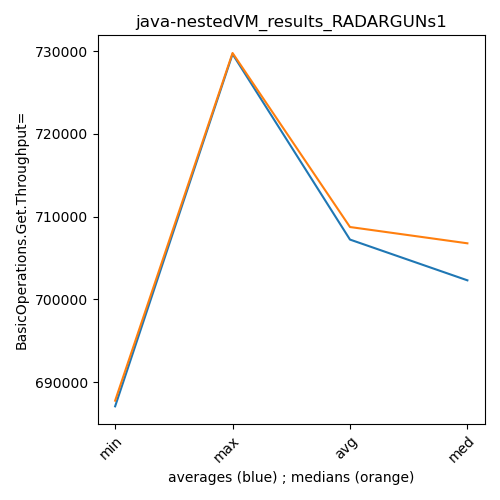 java-nestedVM_results_RADARGUNs1
BasicOperations.Get.Throughput=
730000
720000
710000
700000
690000
min
max
avg
med
averages (blue) ; medians (orange)